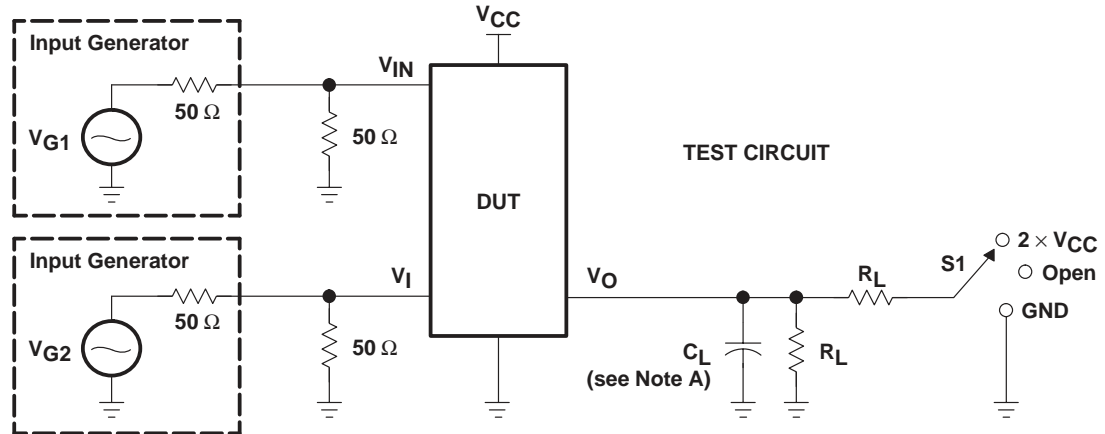 Input Generator
VG1
50 Ω
50 Ω
VIN
VCC
DUT
TEST CIRCUIT
Input Generator
VG2
50 Ω
50 Ω
VI
VO
CL
(see Note A)
RL
RL
S1
2 × VCC
Open
GND